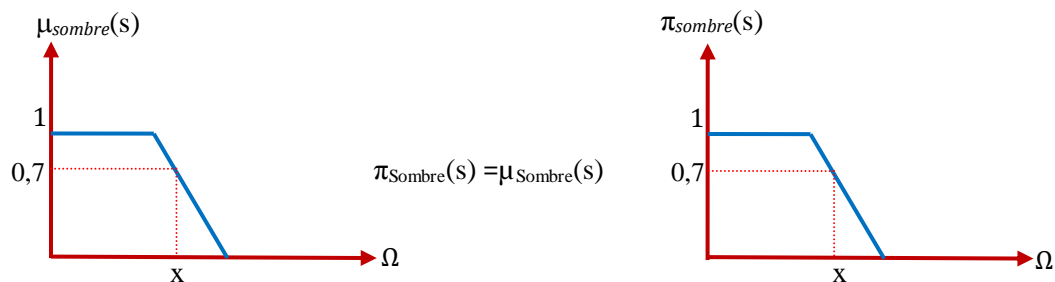 μsombre(s)
1
0,7
x
Ω
πSombre(s) =μSombre(s)
πsombre(s)
1
0,7
x
Ω